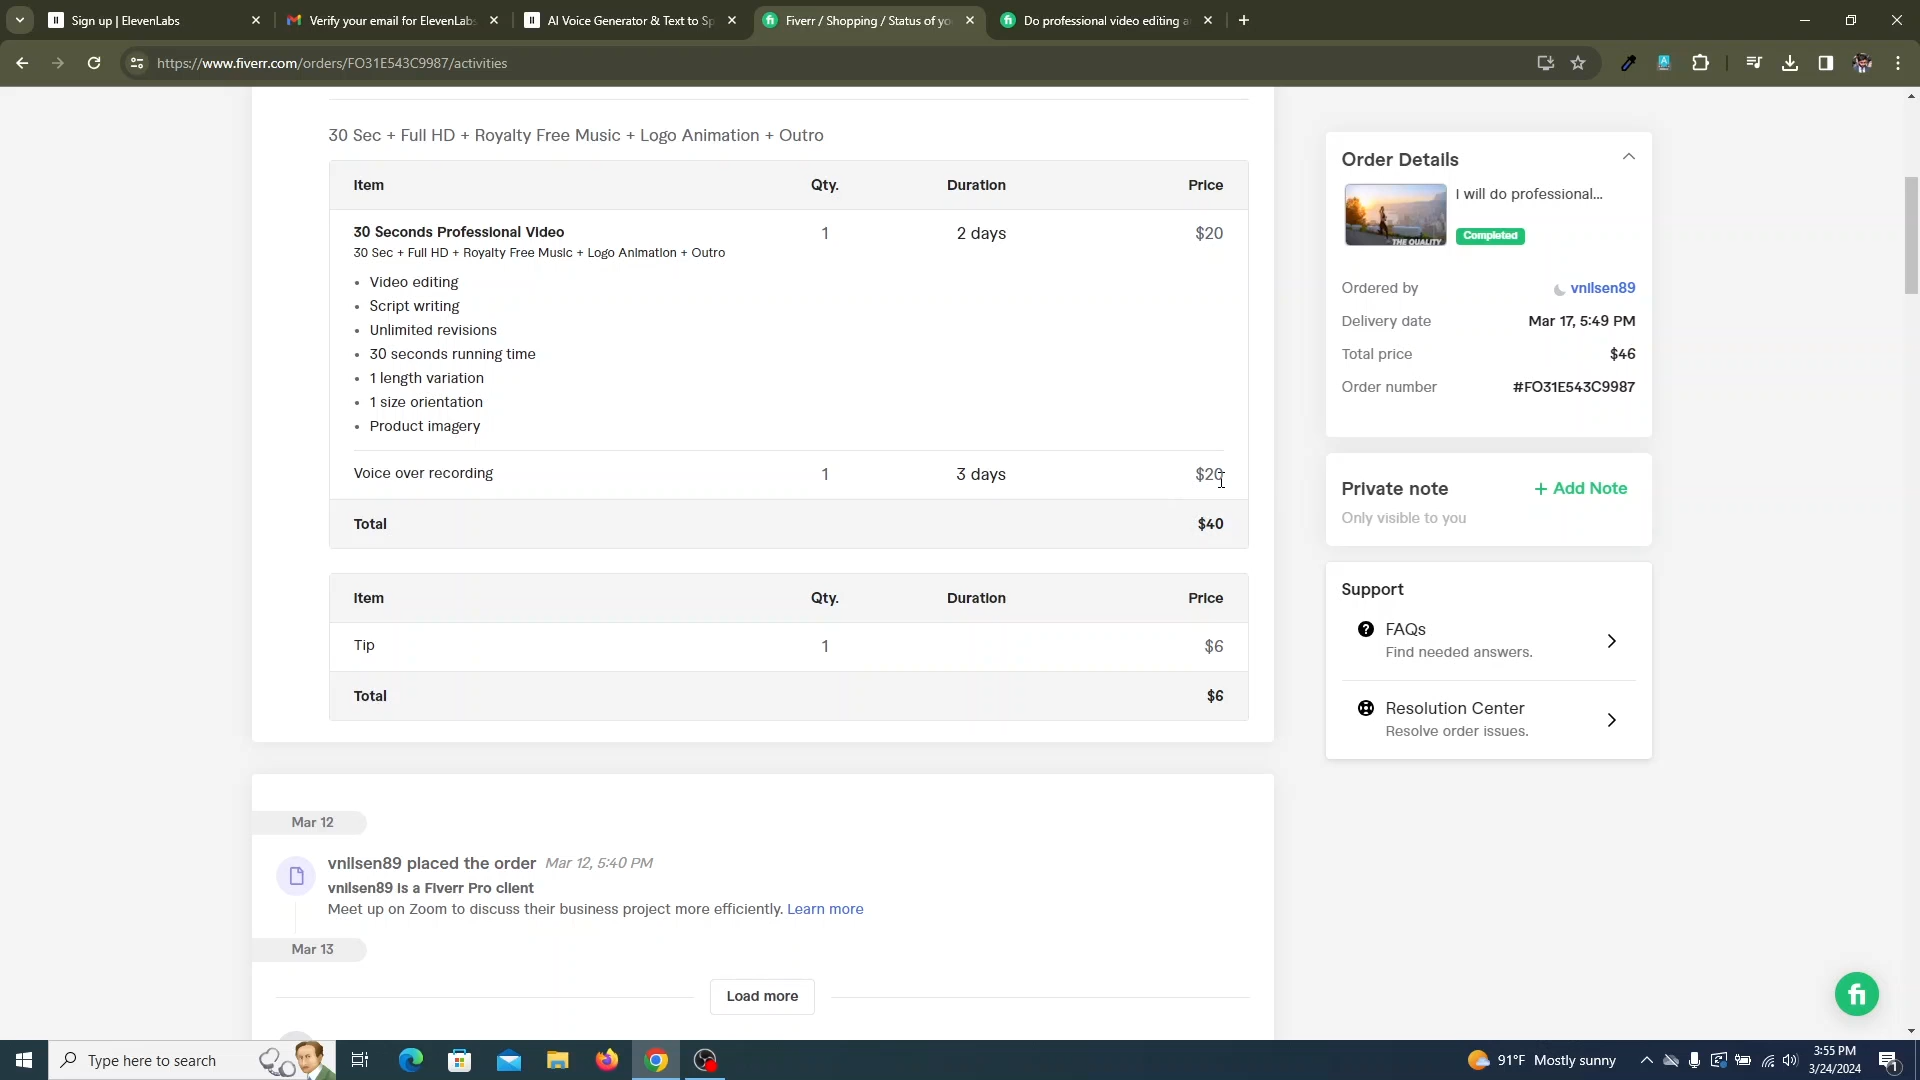 Sign up | ElevenLabs
Verify your email for ElevenLabs
AI Voice Generator & Text to Sp
Fiverr / Shopping / Status of yo
Do professional video editing a
https://www.fiverr.com/orders/FO31E543C9987/activities
30 Sec + Full HD + Royalty Free Music + Logo Animation + Outro
Item Qty. Duration Price
30 Seconds Professional Video 1 2 days $20
30 Sec + Full HD + Royalty Free Music + Logo Animation + Outro
• Video editing
• Script writing
• Unlimited revisions
• 30 seconds running time
• 1 length variation
• 1 size orientation
• Product imagery
Voice over recording 1 3 days $20
Total $40
Item Qty. Duration Price
Tip 1 $6
Total $6
Mar 12
vnilsen89 placed the order Mar 12, 5:40 PM
vnilsen89 is a Fiverr Pro client
Meet up on Zoom to discuss their business project more efficiently. Learn more
Mar 13
Load more
Order Details
I will do professional...
THE QUALITY
Completed
Ordered by vnilsen89
Delivery date Mar 17, 5:49 PM
Total price $46
Order number #FO31E543C9987
Private note + Add Note
Only visible to you
Support
FAQs
Find needed answers.
Resolution Center
Resolve order issues.
fi
Type here to search
91°F Mostly sunny
3:55 PM
3/24/2024
1